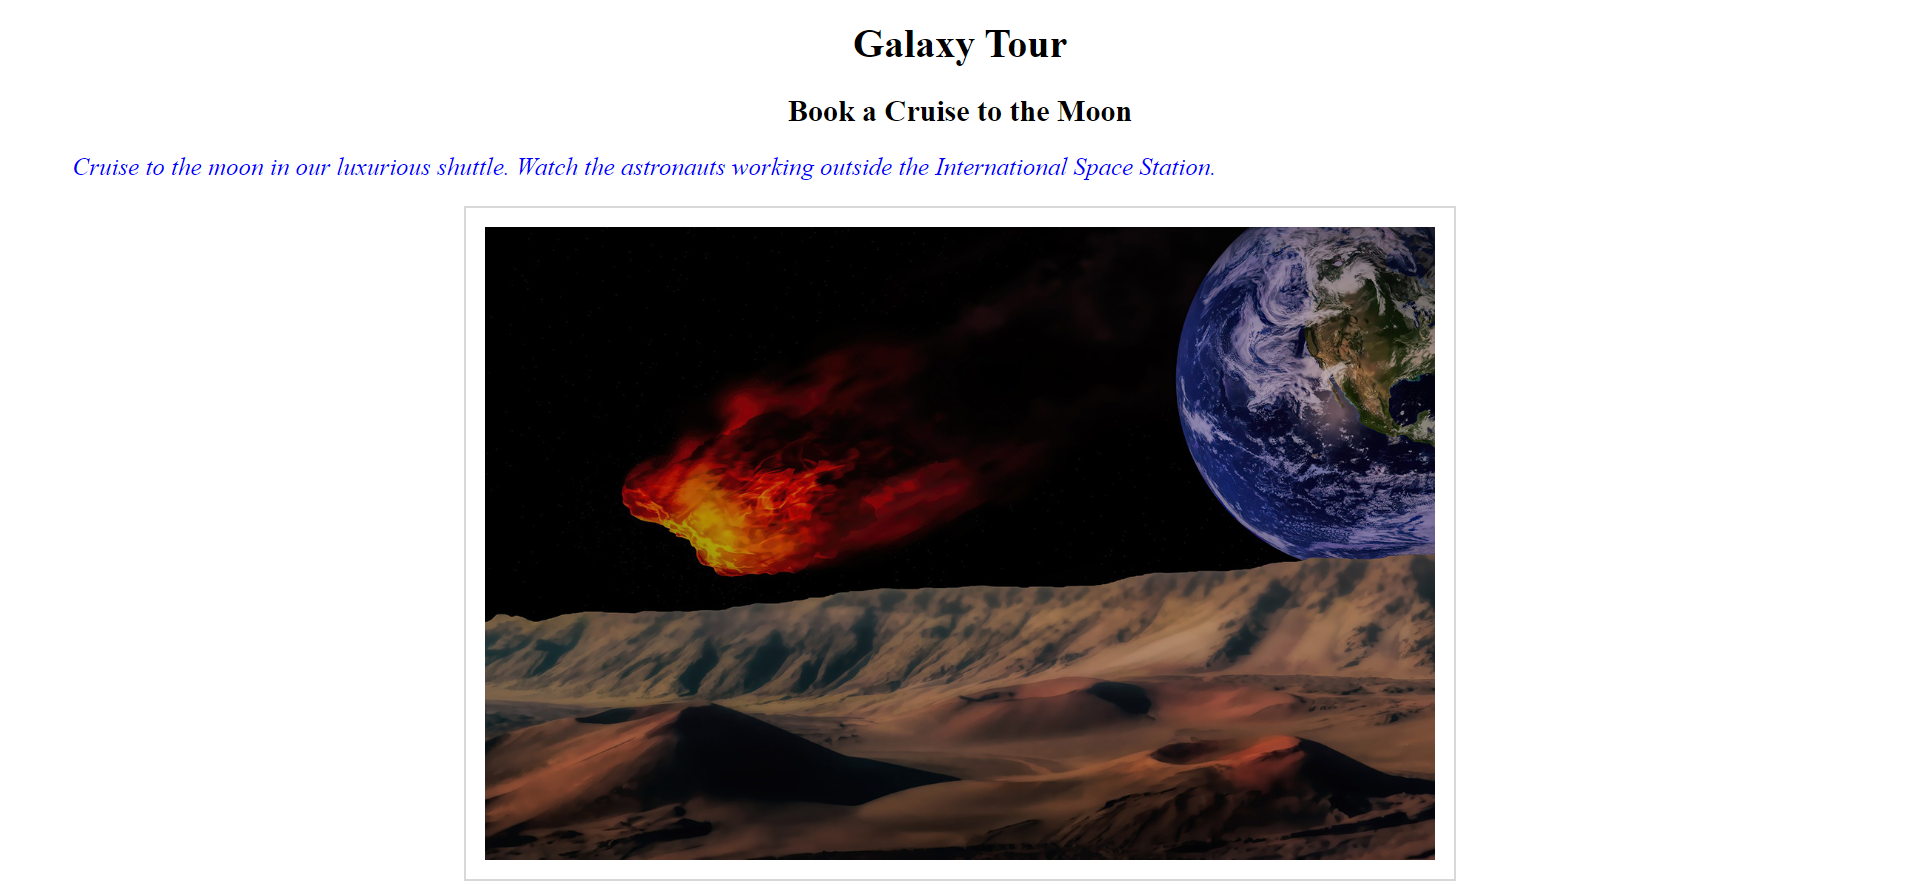 Galaxy Tour
Book a Cruise to the Moon
Cruise to the moon in our luxurious shuttle. Watch the astronauts working outside the International Space Station.